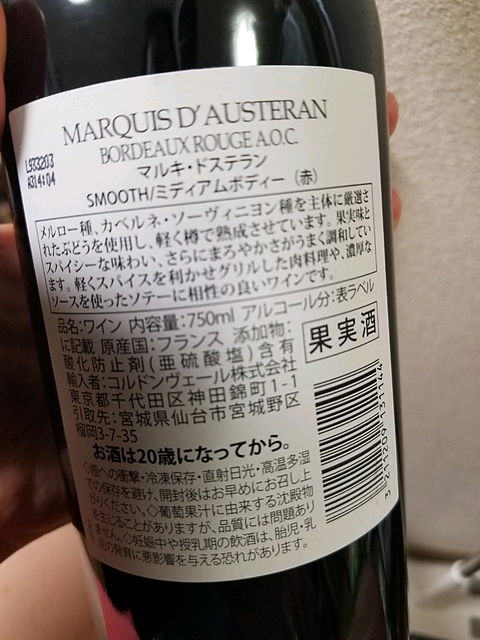 MARQUIS D'AUSTERAN
BORDEAUX ROUGE A.O.C.
マルキ・ドステラン
SMOOTH/ミディアムボディー（赤）
L933203
6314:04
メルロー種、カベルネ・ソーヴィニヨン種を主体に厳選さ
れたぶどうを使用し、軽く樽で熟成させています。果実味と
スパイシーな味わい、さらにまろやかさがうまく調和してい
ます。軽くスパイスを利かせグリルした肉料理や、濃厚な
ソースを使ったソテーに相性の良いワインです。
品名:ワイン 内容量:750ml アルコール分:表ラベル
に記載 原産国:フランス 添加物:
酸化防止剤(亜硫酸塩)含有
輸入者:コルドンヴェール株式会社
東京都千代田区神田錦町1-1
引取先:宮城県仙台市宮城野区
榴岡3-7-35
果実酒
お酒は20歳になってから。
◇瓶への衝撃・冷凍保存・直射日光・高温多湿
での保存を避け、開封後はお早めにお召し上
がりください。◇葡萄果汁に由来する沈殿物
を生じることがありますが、品質には問題あり
ません。◇妊娠中や授乳期の飲酒は、胎児・乳
児の発育に悪影響を与える恐れがあります。
3 215209 131144